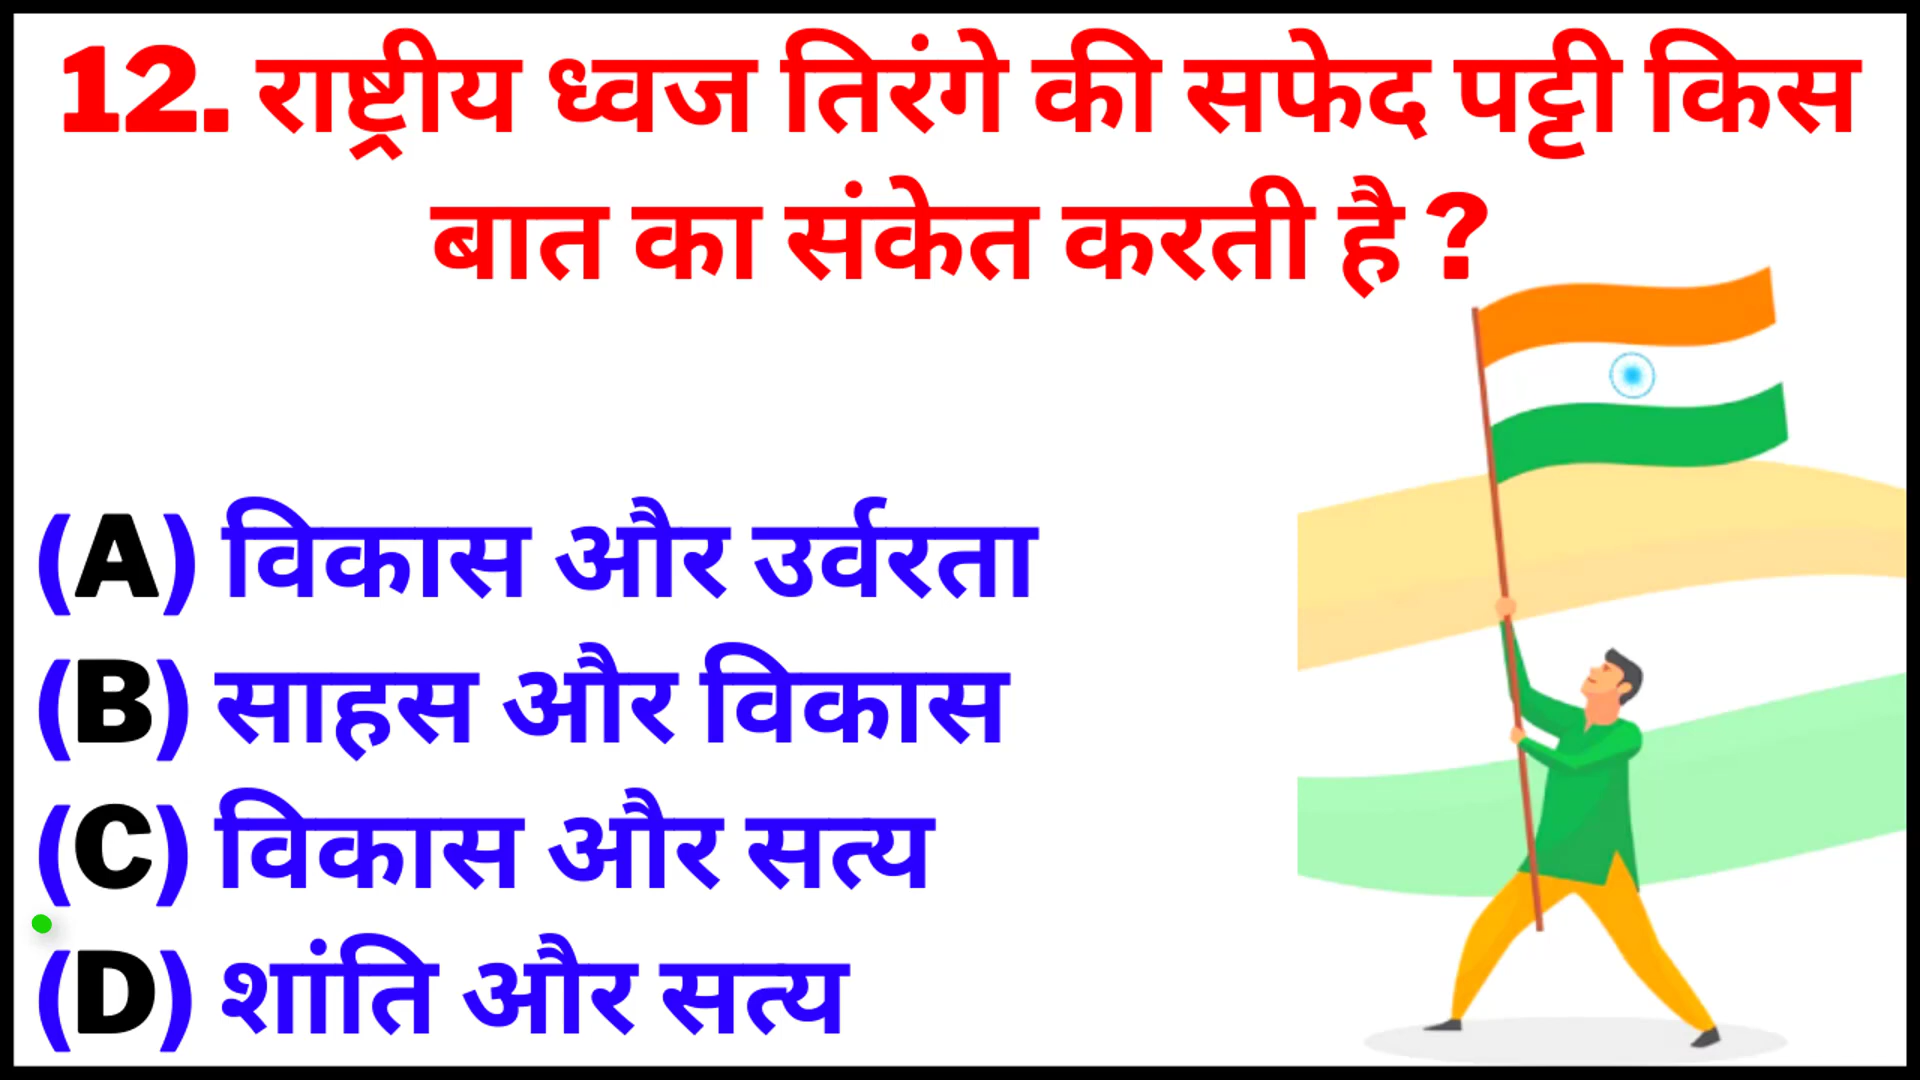 12. राष्ट्रीय ध्वज तिरंगे की सफेद पट्टी किस
बात का संकेत करती है ?
(A) विकास और उर्वरता
(B) साहस और विकास
(C) विकास और सत्य
(D) शांति और सत्य